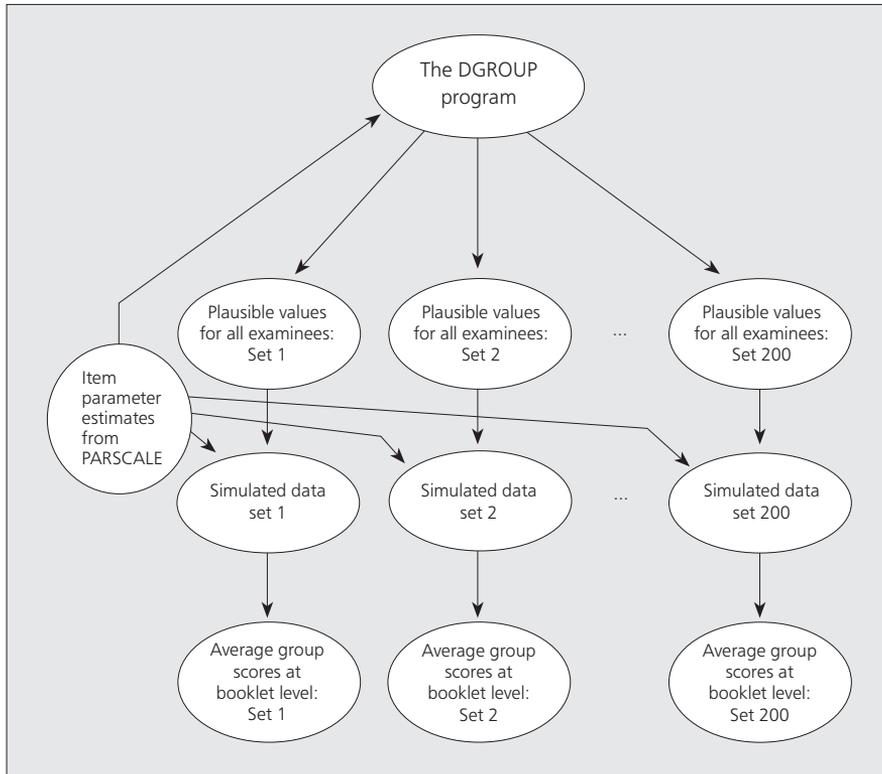 The DGROUP
program
Plausible values
for all examinees:
Set 1
Plausible values
for all examinees:
Set 2
...
Plausible values
for all examinees:
Set 200
Item
parameter
estimates
from
PARSCALE
Simulated data
set 1
Simulated data
set 2
...
Simulated data
set 200
Average group
scores at
booklet level:
Set 1
Average group
scores at
booklet level:
Set 2
Average group
scores at
booklet level:
Set 200